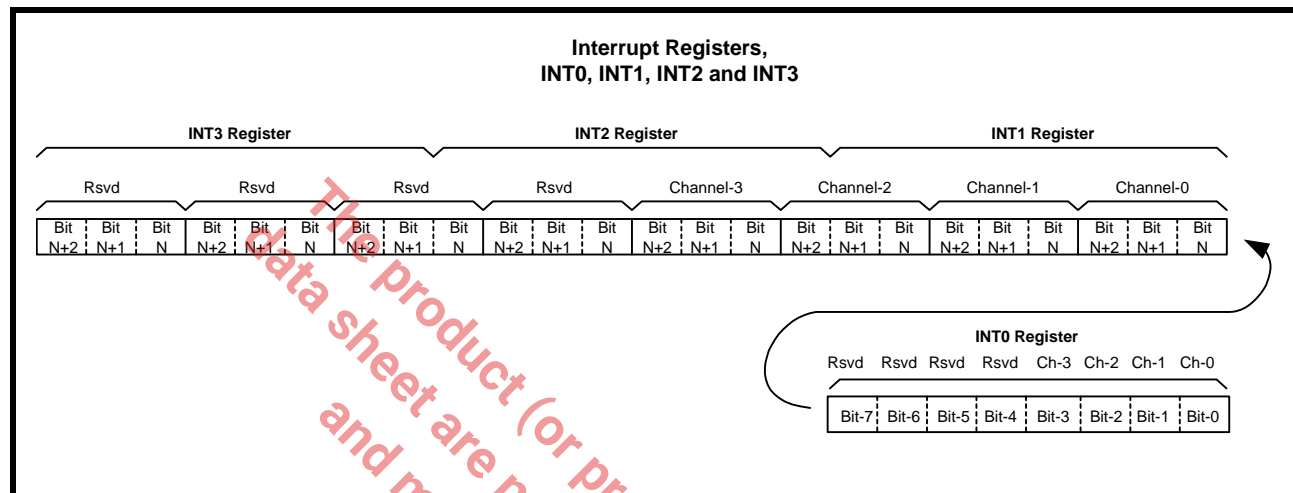 Interrupt Registers,
INT0, INT1, INT2 and INT3
INT3 Register INT2 Register INT1 Register
Rsvd Rsvd Rsvd Rsvd Channel-3 Channel-2 Channel-1 Channel-0
Bit Bit Bit Bit Bit Bit Bit Bit Bit Bit Bit Bit Bit Bit Bit Bit Bit Bit Bit Bit Bit Bit Bit Bit
N+2 N+1 N N+2 N+1 N N+2 N+1 N N+2 N+1 N N+2 N+1 N N+2 N+1 N N+2 N+1 N N+2 N+1 N
INT0 Register
Rsvd Rsvd Rsvd Rsvd Ch-3 Ch-2 Ch-1 Ch-0
Bit-7 Bit-6 Bit-5 Bit-4 Bit-3 Bit-2 Bit-1 Bit-0
The product (or
data sheet are
and